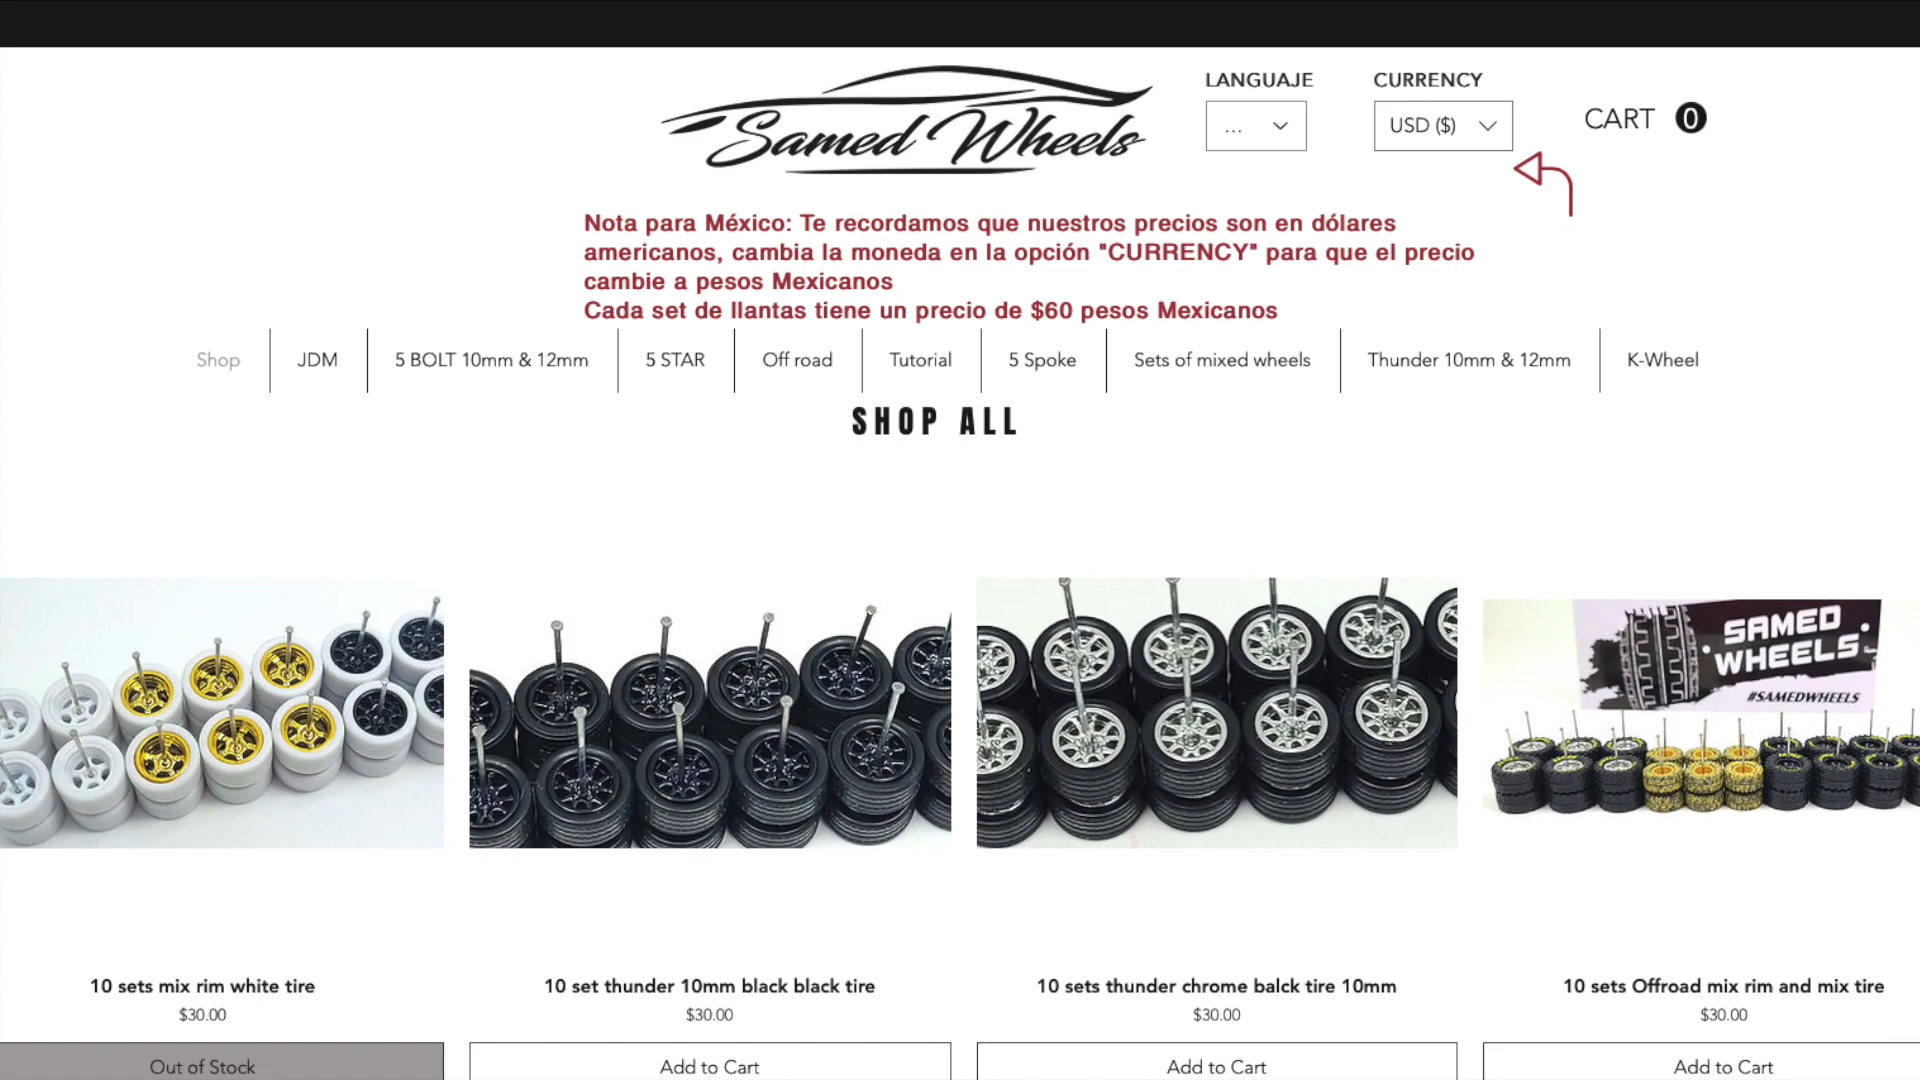 Samed Wheels
LANGUAJE
CURRENCY
...
USD ($)
CART 0
Nota para México: Te recordamos que nuestros precios son en dólares
americanos, cambia la moneda en la opción "CURRENCY" para que el precio
cambie a pesos Mexicanos
Cada set de llantas tiene un precio de $60 pesos Mexicanos
Shop
JDM
5 BOLT 10mm & 12mm
5 STAR
Off road
Tutorial
5 Spoke
Sets of mixed wheels
Thunder 10mm & 12mm
K-Wheel
SHOP ALL
SAMED
WHEELS
#SAMEDWHEELS
10 sets mix rim white tire
$30.00
Out of Stock
10 set thunder 10mm black black tire
$30.00
Add to Cart
10 sets thunder chrome balck tire 10mm
$30.00
Add to Cart
10 sets Offroad mix rim and mix tire
$30.00
Add to Cart